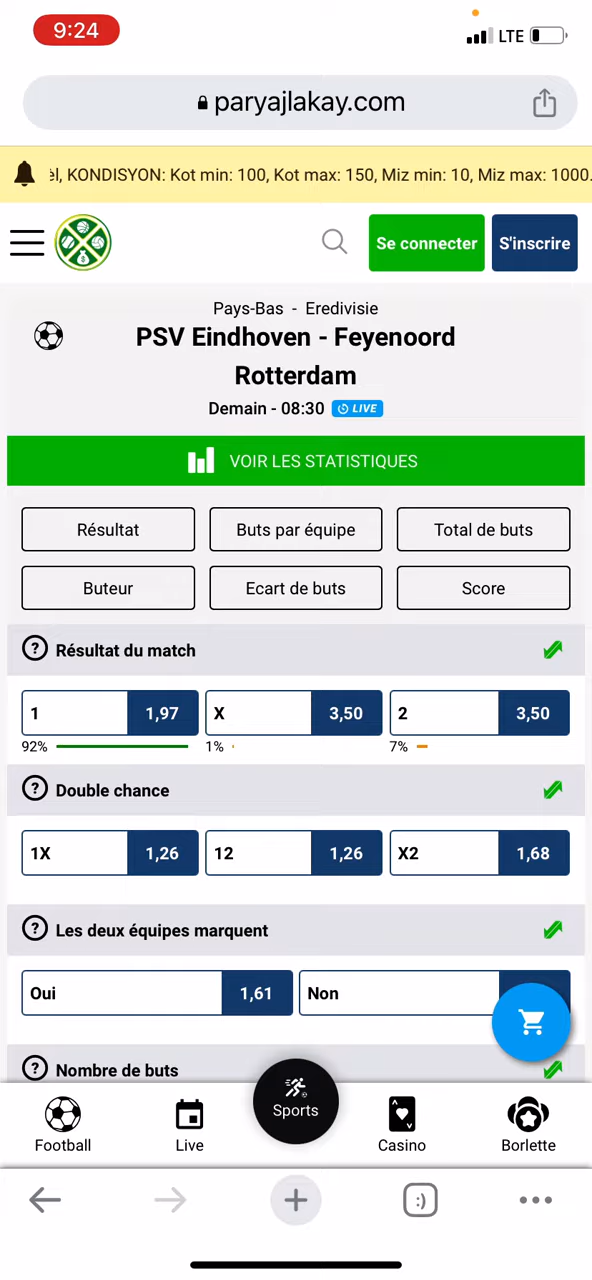 9:24
LTE
paryajlakay.com
èl, KONDISYON: Kot min: 100, Kot max: 150, Miz min: 10, Miz max: 1000.
Se connecter
S'inscrire
Pays-Bas - Eredivisie
PSV Eindhoven - Feyenoord
Rotterdam
Demain - 08:30 LIVE
VOIR LES STATISTIQUES
Résultat
Buts par équipe
Total de buts
Buteur
Ecart de buts
Score
? Résultat du match
1 1,97 X 3,50 2 3,50
92% 1% 7%
? Double chance
1X 1,26 12 1,26 X2 1,68
? Les deux équipes marquent
Oui 1,61 Non
? Nombre de buts
Football
Live
Sports
Casino
Borlette
:)